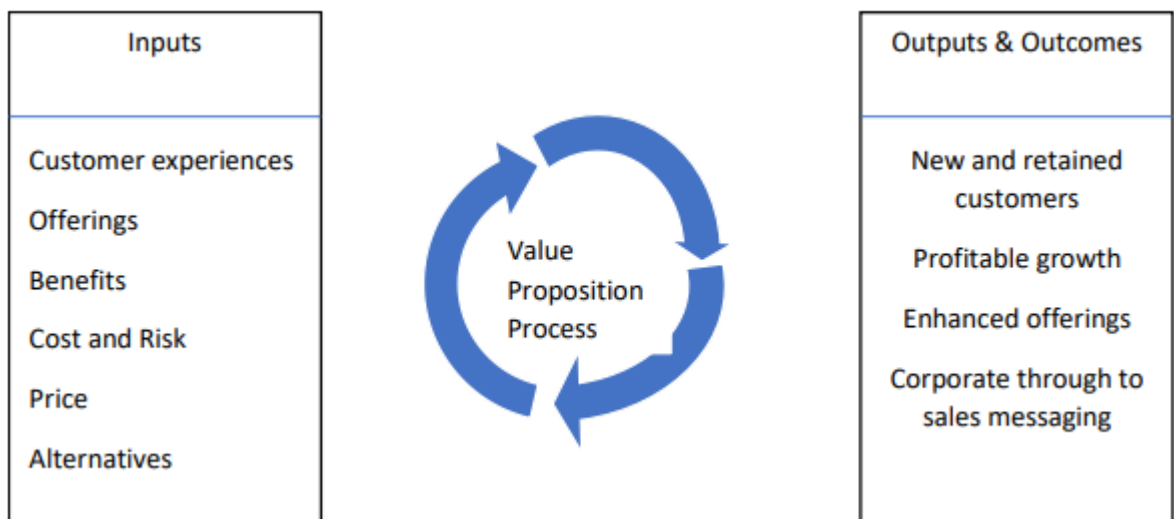 Inputs
Customer experiences
Offerings
Benefits
Cost and Risk
Price
Alternatives
Value
Proposition
Process
Outputs & Outcomes
New and retained
customers
Profitable growth
Enhanced offerings
Corporate through to
sales messaging